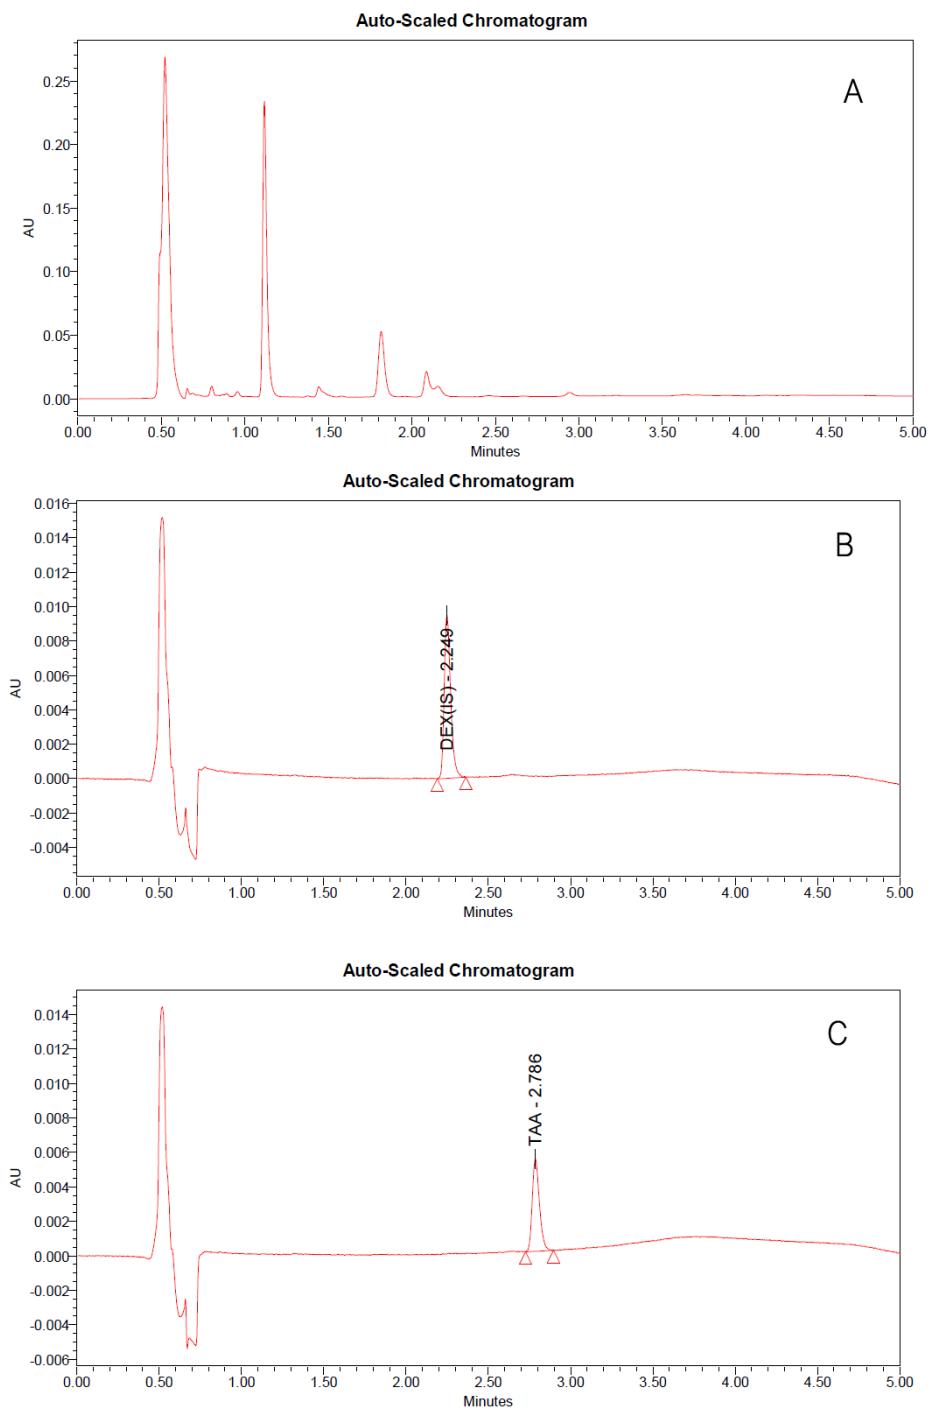 Auto-Scaled Chromatogram
A
AU
0.25
0.20
0.15
0.10
0.05
0.00
0.00 0.50 1.00 1.50 2.00 2.50 3.00 3.50 4.00 4.50 5.00
Minutes
Auto-Scaled Chromatogram
B
AU
0.016
0.014
0.012
0.010
0.008
0.006
0.004
0.002
0.000
-0.002
-0.004
DEX(IS) - 2.249
0.00 0.50 1.00 1.50 2.00 2.50 3.00 3.50 4.00 4.50 5.00
Minutes
Auto-Scaled Chromatogram
C
AU
0.014
0.012
0.010
0.008
0.006
0.004
0.002
0.000
-0.002
-0.004
-0.006
TAA - 2.786
0.00 0.50 1.00 1.50 2.00 2.50 3.00 3.50 4.00 4.50 5.00
Minutes